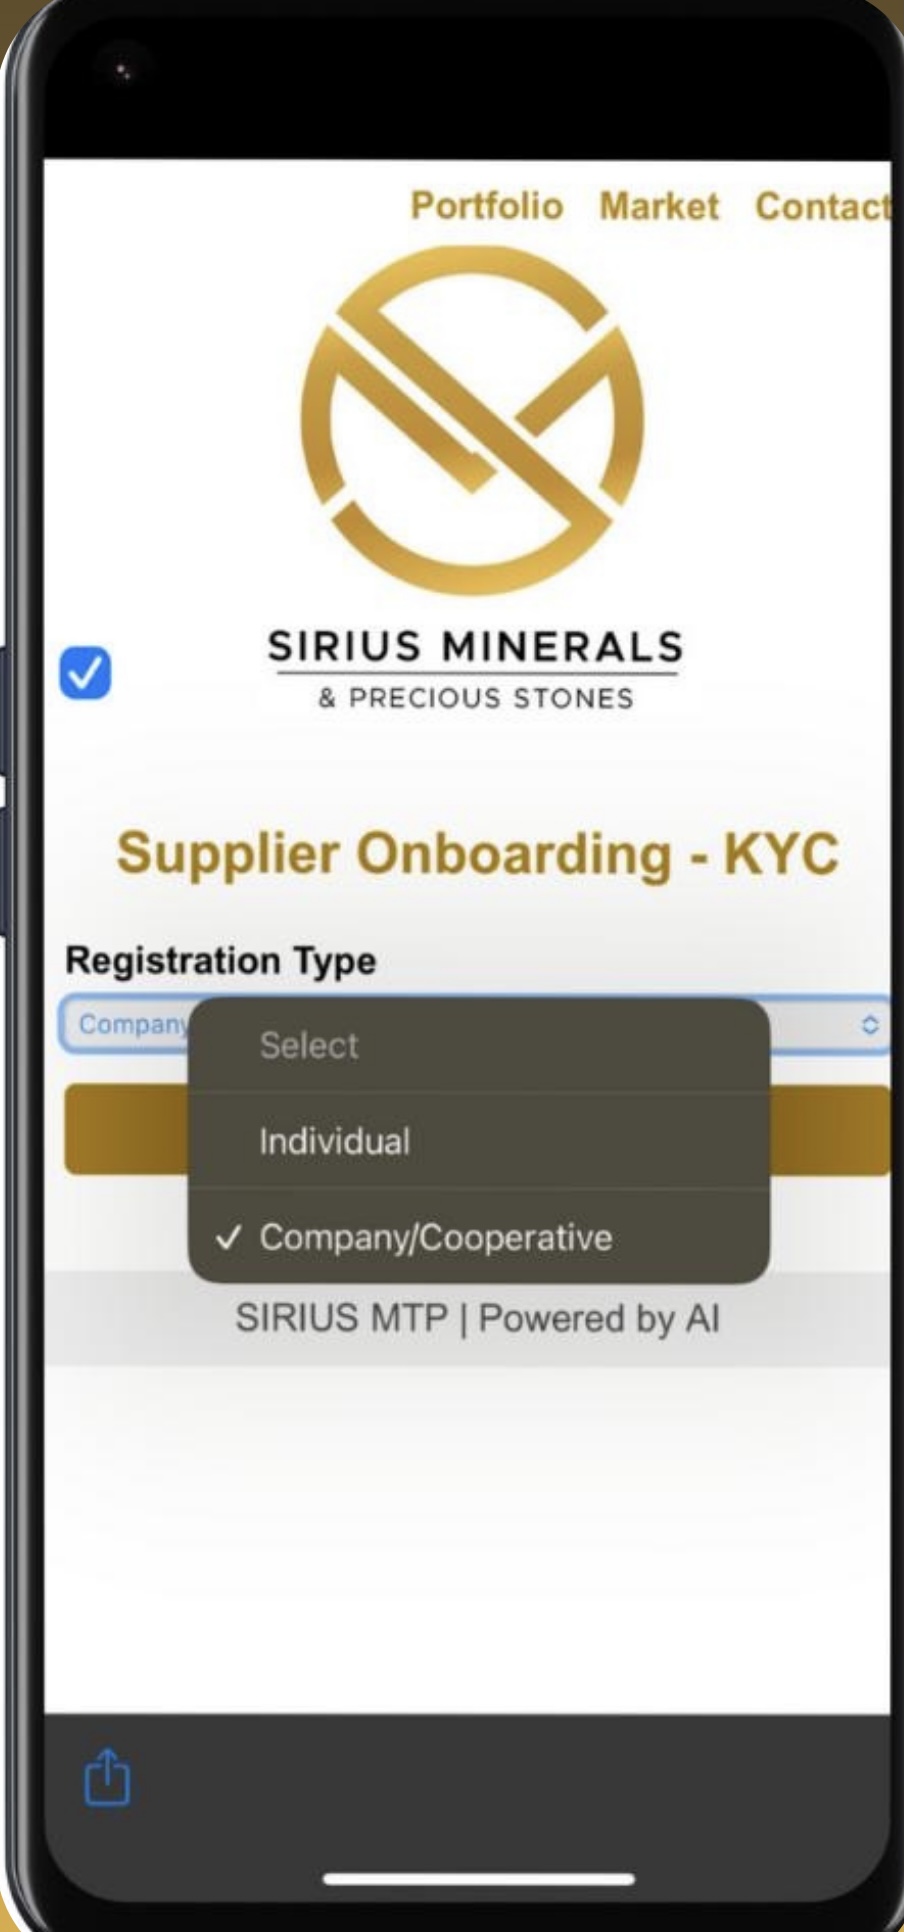 Portfolio Market Contact
SIRIUS MINERALS
& PRECIOUS STONES
Supplier Onboarding - KYC
Registration Type
Company
Select
Individual
✓ Company/Cooperative
SIRIUS MTP | Powered by AI